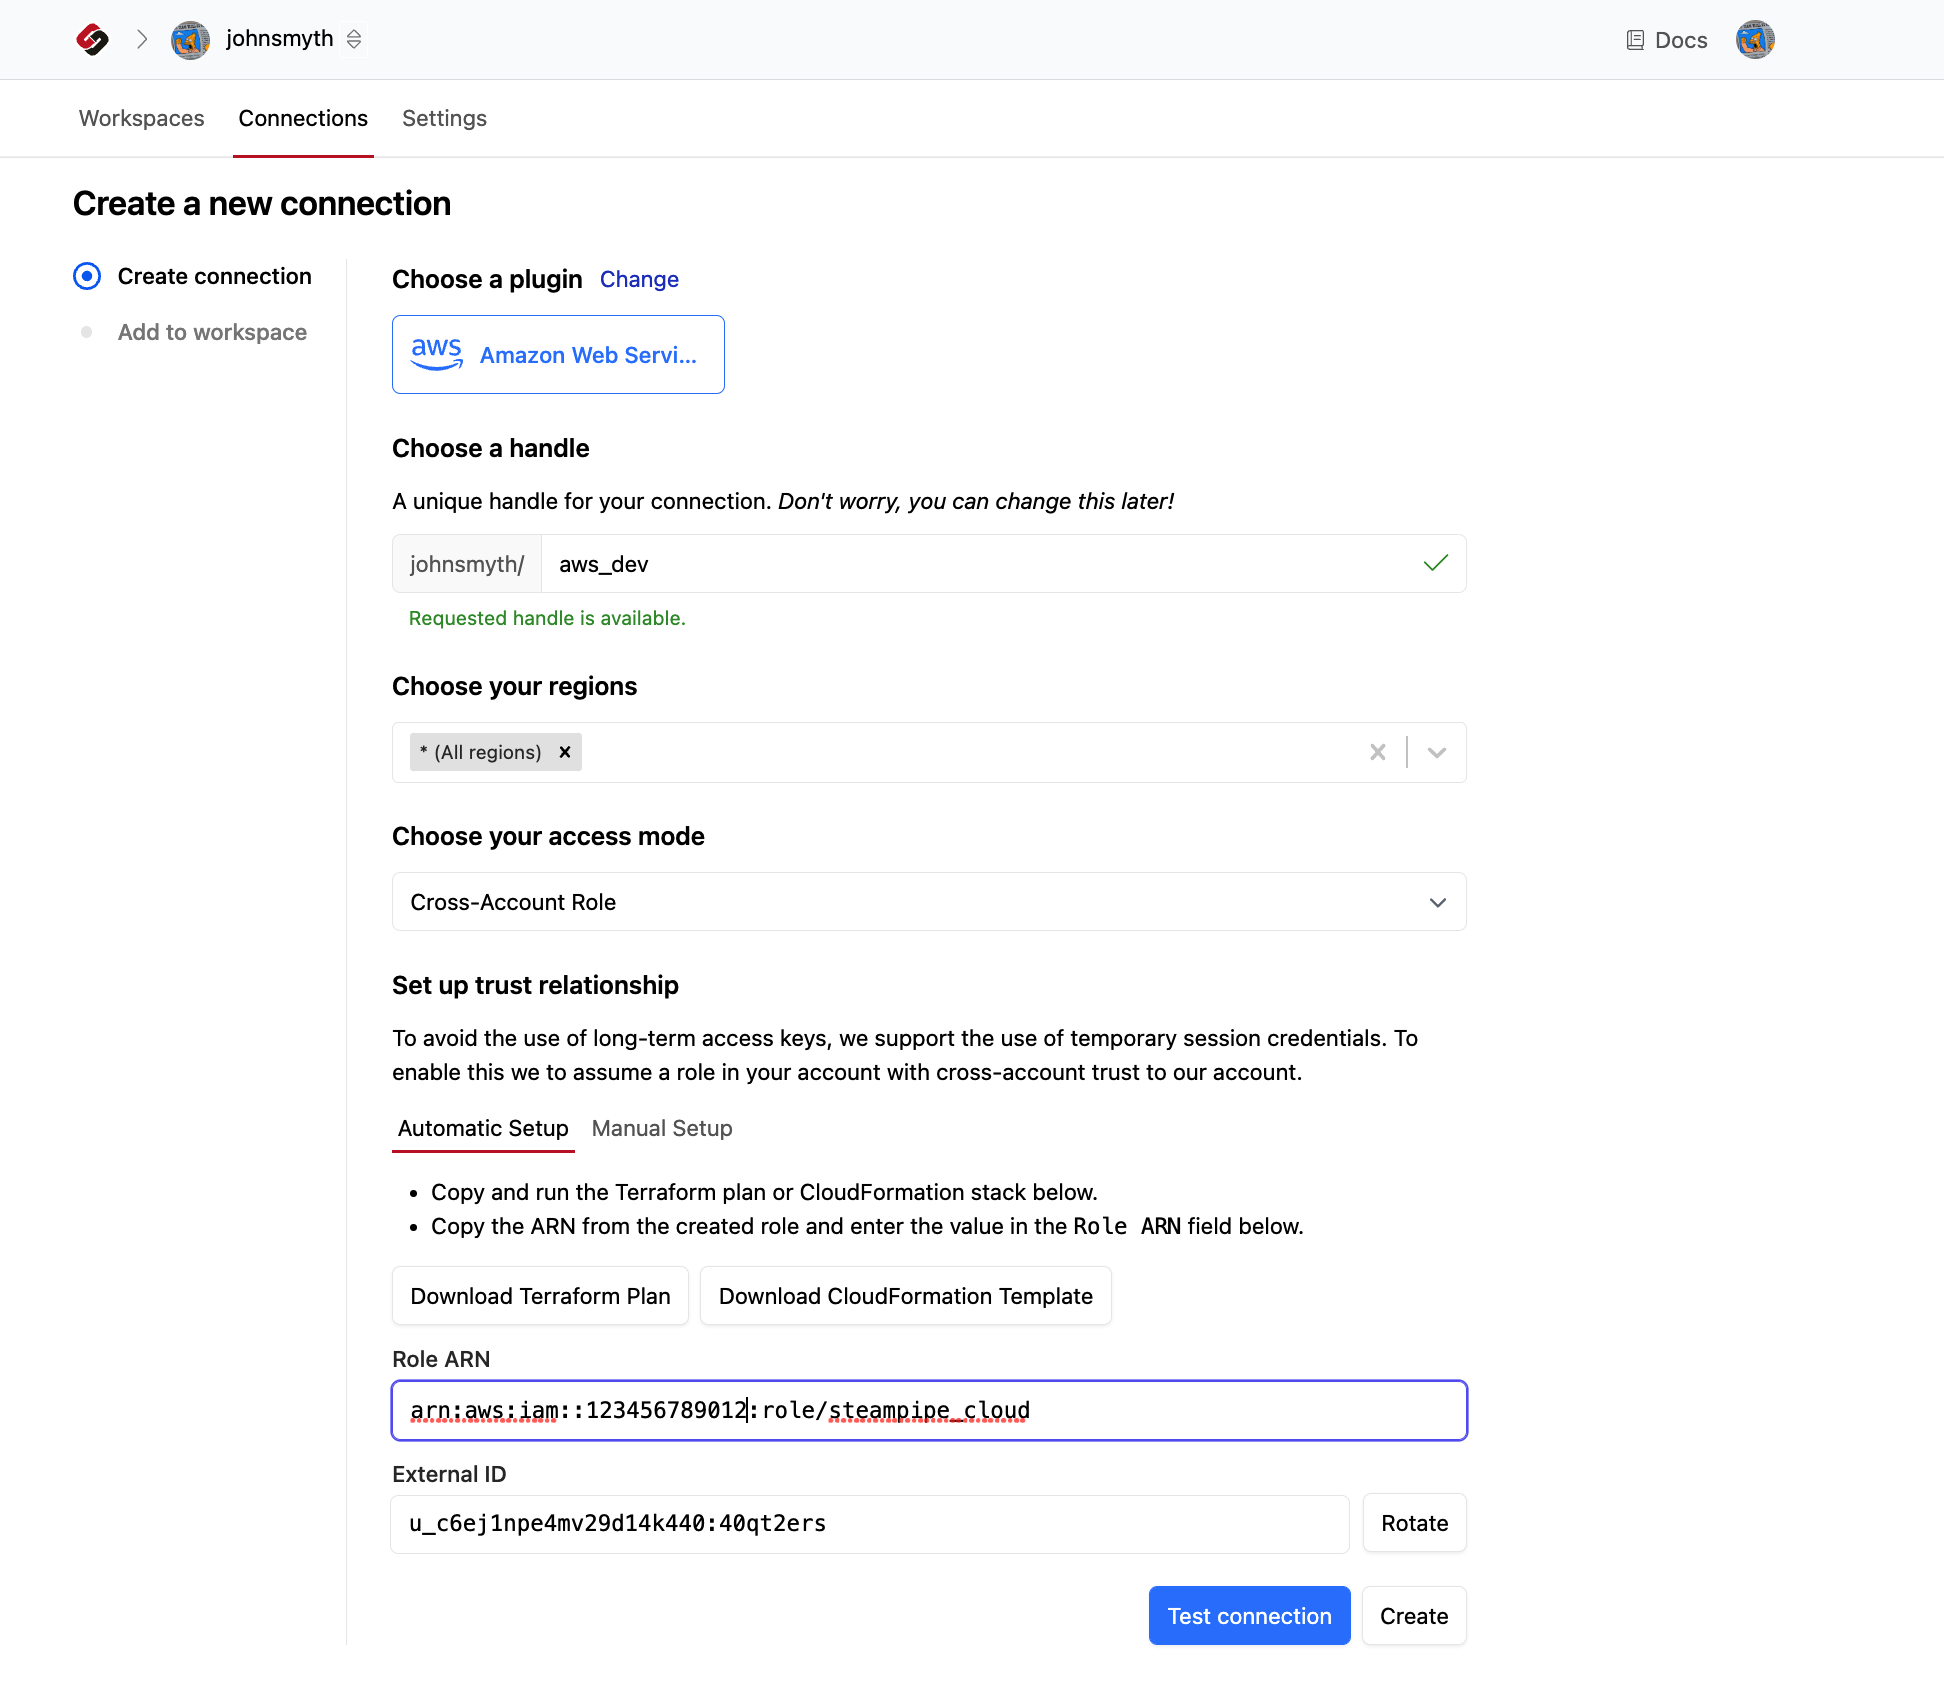 johnsmyth
Docs
Workspaces Connections Settings
Create a new connection
Create connection
Add to workspace
Choose a plugin Change
aws Amazon Web Servi...
Choose a handle
A unique handle for your connection. Don't worry, you can change this later!
johnsmyth/ aws_dev
Requested handle is available.
Choose your regions
* (All regions)
Choose your access mode
Cross-Account Role
Set up trust relationship
To avoid the use of long-term access keys, we support the use of temporary session credentials. To
enable this we to assume a role in your account with cross-account trust to our account.
Automatic Setup Manual Setup
• Copy and run the Terraform plan or CloudFormation stack below.
• Copy the ARN from the created role and enter the value in the Role ARN field below.
Download Terraform Plan Download CloudFormation Template
Role ARN
arn:aws:iam::123456789012:role/steampipe_cloud
External ID
u_c6ej1npe4mv29d14k440:40qt2ers Rotate
Test connection Create